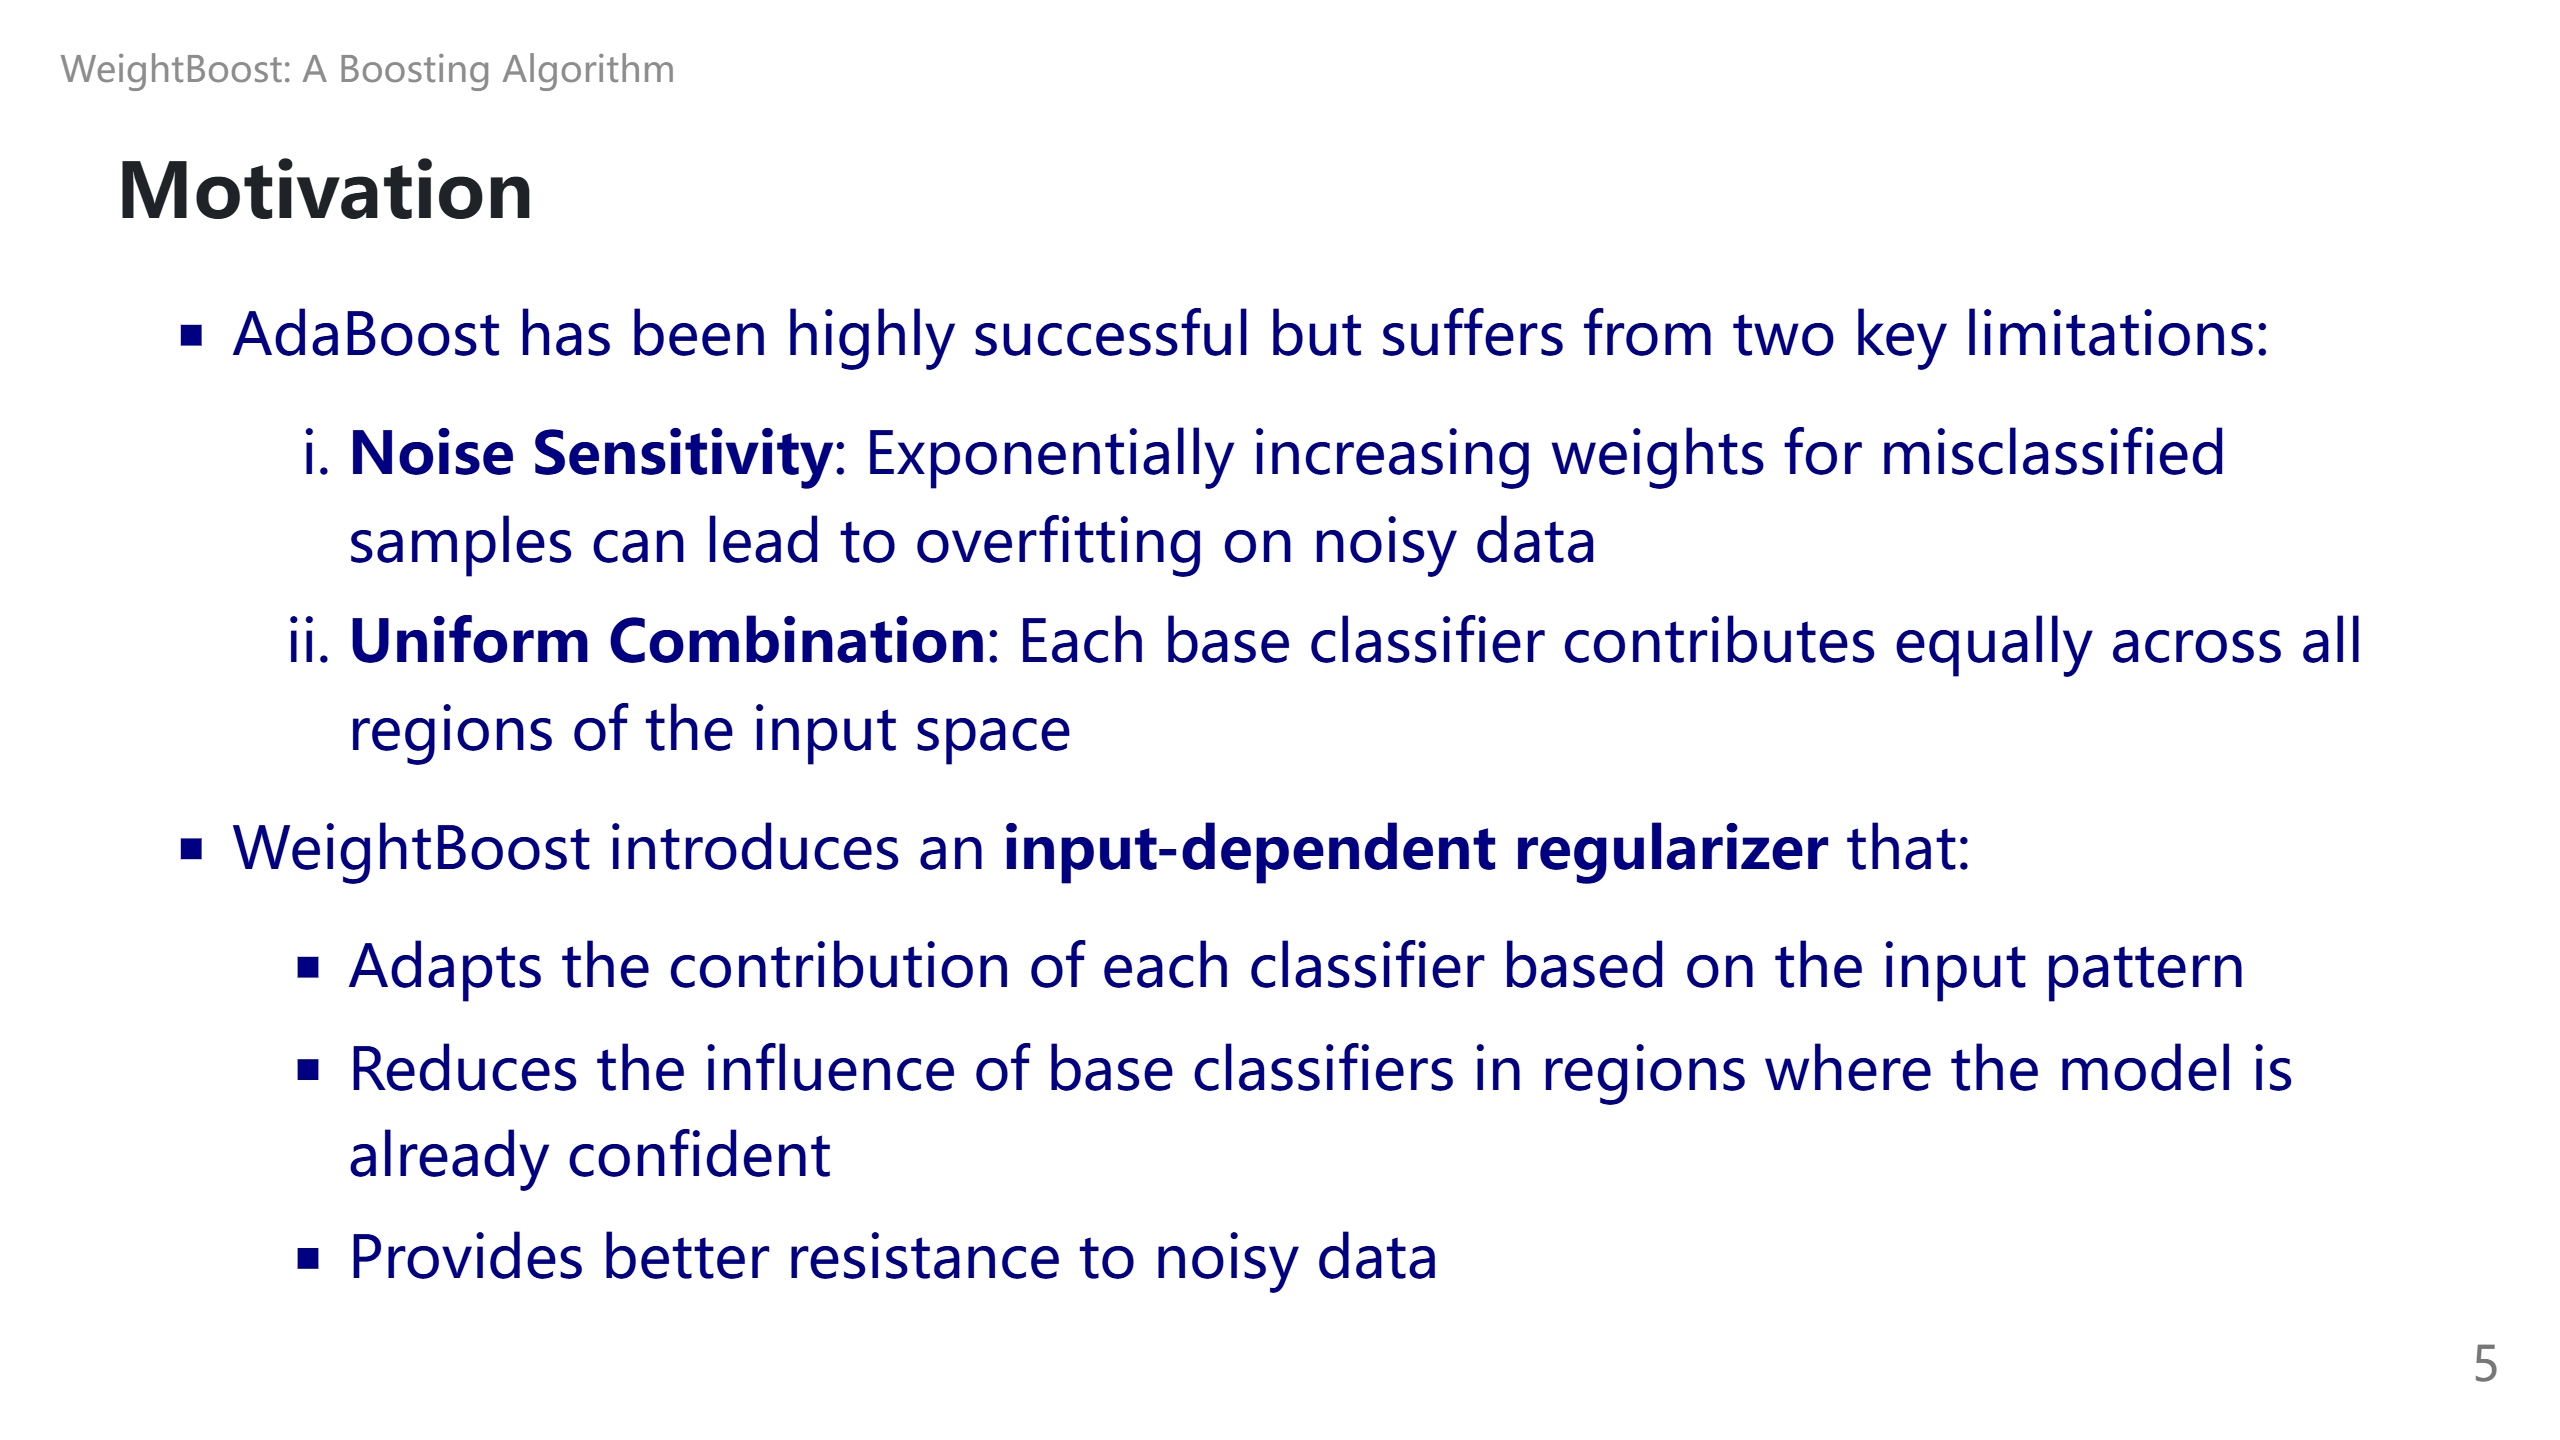 WeightBoost: A Boosting Algorithm
Motivation
▪ AdaBoost has been highly successful but suffers from two key limitations:
i. Noise Sensitivity: Exponentially increasing weights for misclassified
samples can lead to overfitting on noisy data
ii. Uniform Combination: Each base classifier contributes equally across all
regions of the input space
▪ WeightBoost introduces an input-dependent regularizer that:
▪ Adapts the contribution of each classifier based on the input pattern
▪ Reduces the influence of base classifiers in regions where the model is
already confident
▪ Provides better resistance to noisy data
5